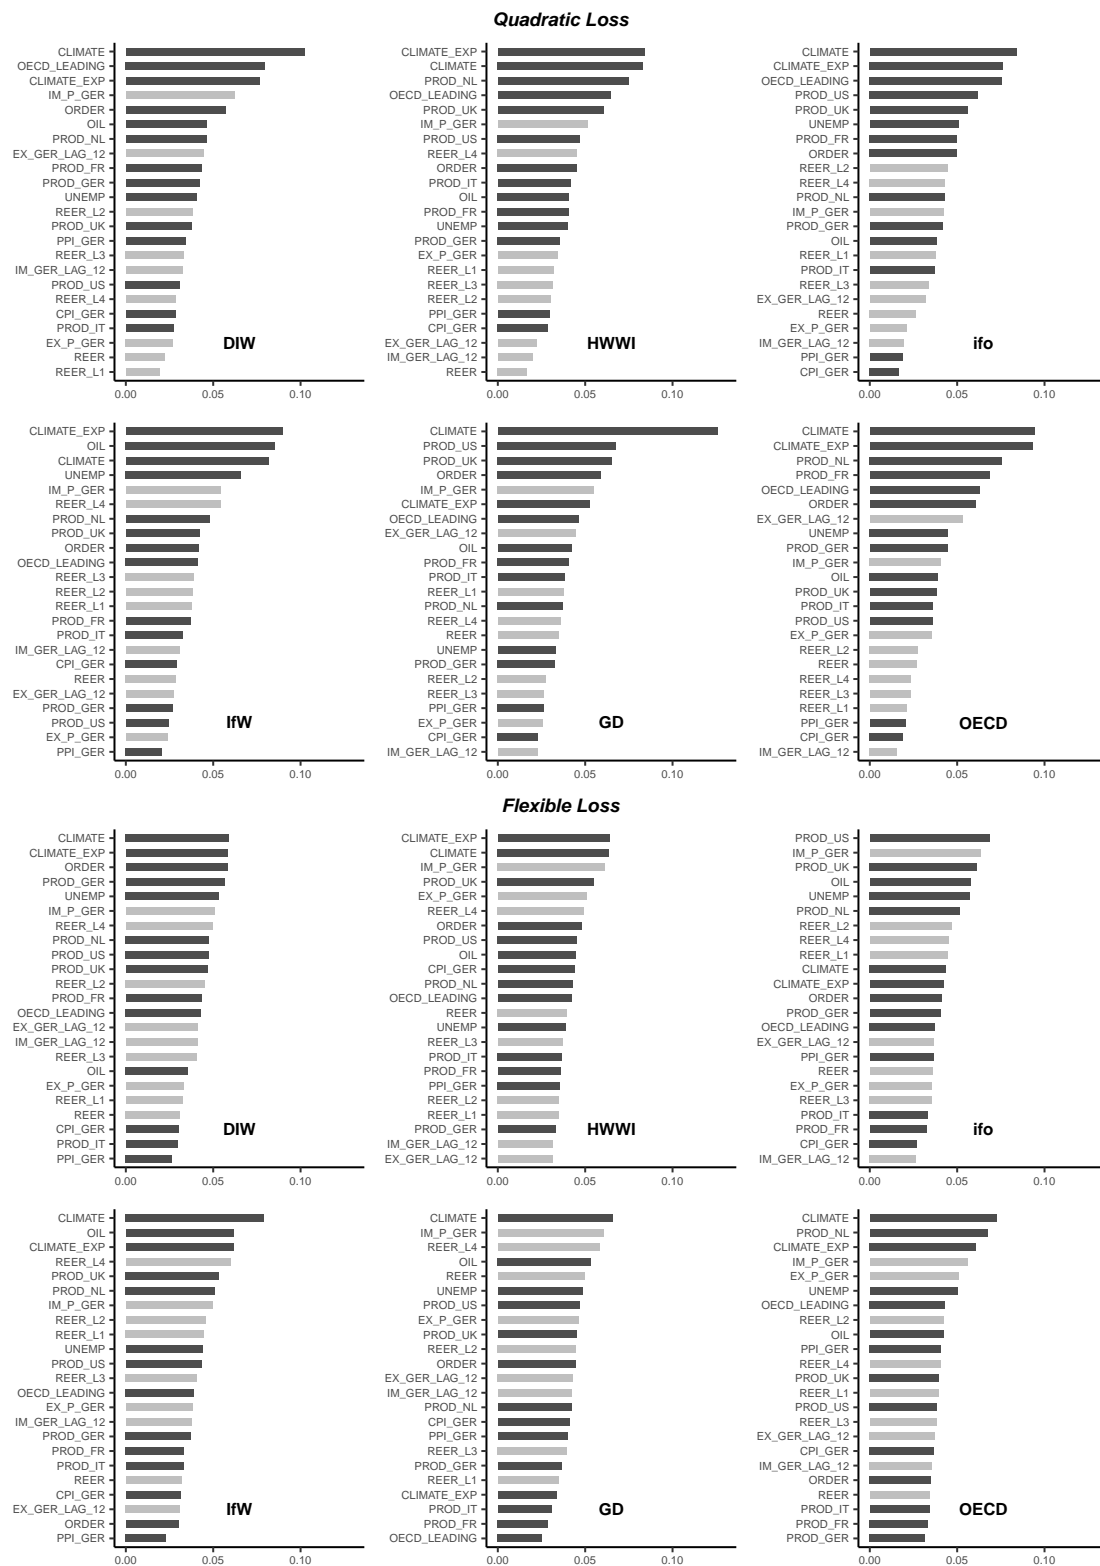 Quadratic Loss
CLIMATE
OECD_LEADING
CLIMATE_EXP
IM_P_GER
ORDER
OIL
PROD_NL
EX_GER_LAG_12
PROD_FR
PROD_GER
UNEMP
REER_L2
PROD_UK
PPI_GER
REER_L3
IM_GER_LAG_12
PROD_US
REER_L4
CPI_GER
PROD_IT
EX_P_GER
REER
REER_L1
DIW
0.00 0.05 0.10
CLIMATE_EXP
CLIMATE
PROD_NL
OECD_LEADING
PROD_UK
IM_P_GER
PROD_US
REER_L4
ORDER
PROD_IT
OIL
PROD_FR
UNEMP
PROD_GER
EX_P_GER
REER_L1
REER_L3
REER_L2
PPI_GER
CPI_GER
EX_GER_LAG_12
IM_GER_LAG_12
REER
HWWI
0.00 0.05 0.10
CLIMATE
CLIMATE_EXP
OECD_LEADING
PROD_US
PROD_UK
UNEMP
PROD_FR
ORDER
REER_L2
REER_L4
PROD_NL
IM_P_GER
PROD_GER
OIL
REER_L1
PROD_IT
REER_L3
EX_GER_LAG_12
REER
EX_P_GER
IM_GER_LAG_12
PPI_GER
CPI_GER
ifo
0.00 0.05 0.10
CLIMATE_EXP
OIL
CLIMATE
UNEMP
IM_P_GER
REER_L4
PROD_NL
PROD_UK
ORDER
OECD_LEADING
REER_L3
REER_L2
REER_L1
PROD_FR
PROD_IT
IM_GER_LAG_12
CPI_GER
REER
EX_GER_LAG_12
PROD_GER
PROD_US
EX_P_GER
PPI_GER
IfW
0.00 0.05 0.10
CLIMATE
PROD_US
PROD_UK
ORDER
IM_P_GER
CLIMATE_EXP
OECD_LEADING
EX_GER_LAG_12
OIL
PROD_FR
PROD_IT
REER_L1
PROD_NL
REER_L4
REER
UNEMP
PROD_GER
REER_L2
REER_L3
PPI_GER
EX_P_GER
CPI_GER
IM_GER_LAG_12
GD
0.00 0.05 0.10
CLIMATE
CLIMATE_EXP
PROD_NL
PROD_FR
OECD_LEADING
ORDER
EX_GER_LAG_12
UNEMP
PROD_GER
IM_P_GER
OIL
PROD_UK
PROD_IT
PROD_US
EX_P_GER
REER_L2
REER
REER_L4
REER_L3
REER_L1
PPI_GER
CPI_GER
IM_GER_LAG_12
OECD
0.00 0.05 0.10
Flexible Loss
CLIMATE
CLIMATE_EXP
ORDER
PROD_GER
UNEMP
IM_P_GER
REER_L4
PROD_NL
PROD_US
PROD_UK
REER_L2
PROD_FR
OECD_LEADING
EX_GER_LAG_12
IM_GER_LAG_12
REER_L3
OIL
EX_P_GER
REER_L1
REER
CPI_GER
PROD_IT
PPI_GER
DIW
0.00 0.05 0.10
CLIMATE_EXP
CLIMATE
IM_P_GER
PROD_UK
EX_P_GER
REER_L4
ORDER
PROD_US
OIL
CPI_GER
PROD_NL
OECD_LEADING
REER
UNEMP
REER_L3
PROD_IT
PROD_FR
PPI_GER
REER_L2
REER_L1
PROD_GER
IM_GER_LAG_12
EX_GER_LAG_12
HWWI
0.00 0.05 0.10
PROD_US
IM_P_GER
PROD_UK
OIL
UNEMP
PROD_NL
REER_L2
REER_L4
REER_L1
CLIMATE
CLIMATE_EXP
ORDER
PROD_GER
OECD_LEADING
EX_GER_LAG_12
PPI_GER
REER
EX_P_GER
REER_L3
PROD_IT
PROD_FR
CPI_GER
IM_GER_LAG_12
ifo
0.00 0.05 0.10
CLIMATE
OIL
CLIMATE_EXP
REER_L4
PROD_UK
PROD_NL
IM_P_GER
REER_L2
REER_L1
UNEMP
PROD_US
REER_L3
OECD_LEADING
EX_P_GER
IM_GER_LAG_12
PROD_GER
PROD_FR
PROD_IT
REER
CPI_GER
EX_GER_LAG_12
ORDER
PPI_GER
IfW
0.00 0.05 0.10
CLIMATE
IM_P_GER
REER_L4
OIL
REER
UNEMP
PROD_US
EX_P_GER
PROD_UK
REER_L2
ORDER
EX_GER_LAG_12
IM_GER_LAG_12
PROD_NL
CPI_GER
PPI_GER
REER_L3
PROD_GER
REER_L1
CLIMATE_EXP
PROD_IT
PROD_FR
OECD_LEADING
GD
0.00 0.05 0.10
CLIMATE
PROD_NL
CLIMATE_EXP
IM_P_GER
EX_P_GER
UNEMP
OECD_LEADING
REER_L2
OIL
PPI_GER
REER_L4
PROD_UK
REER_L1
PROD_US
REER_L3
EX_GER_LAG_12
CPI_GER
IM_GER_LAG_12
ORDER
REER
PROD_IT
PROD_FR
PROD_GER
OECD
0.00 0.05 0.10